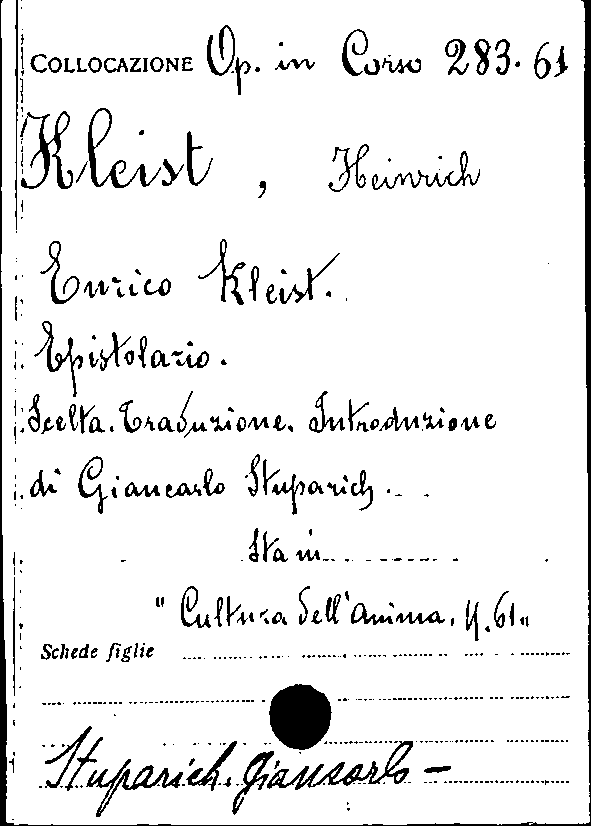 COLLOCAZIONE Op. in Corso 283. 61
Kleist, Heinrich
Enrico Kleist.
Epistolario.
Scelta. Traduzione. Introduzione
di Giancarlo Stuparich.
Sta in
"Cultura dell'anima. N. 61"
Schede figlie
Stuparich. Giancarlo -